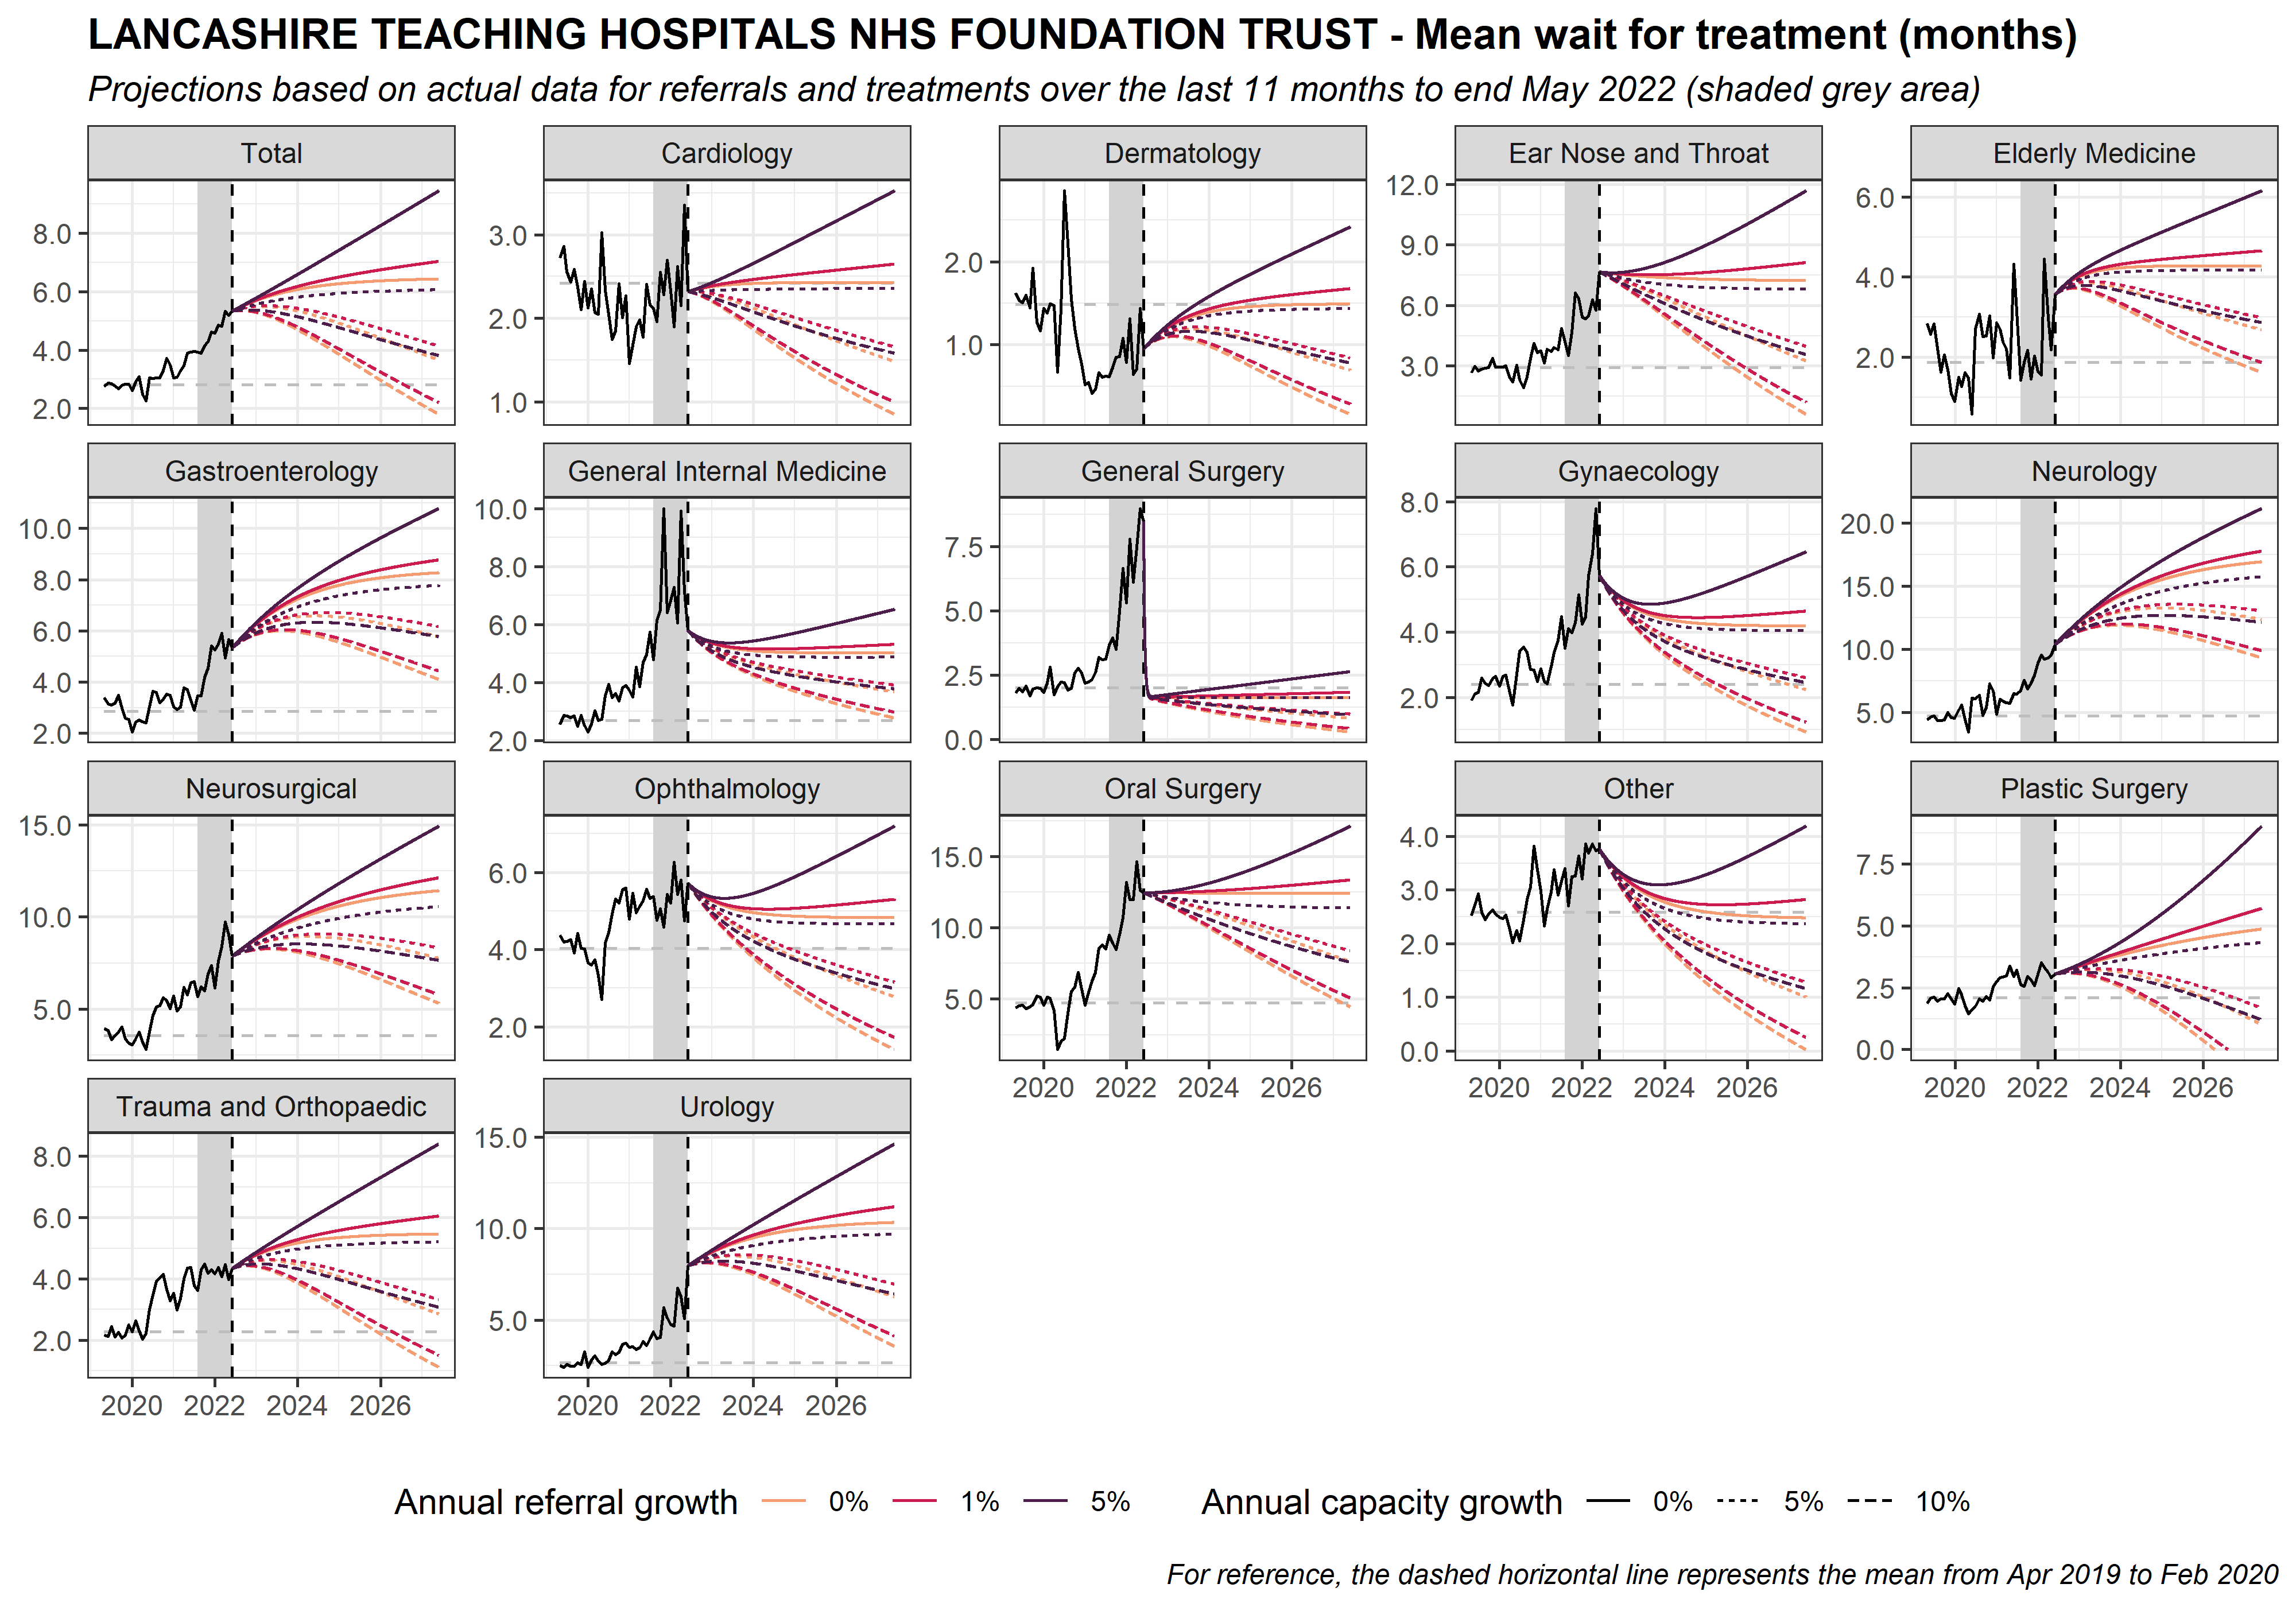 LANCASHIRE TEACHING HOSPITALS NHS FOUNDATION TRUST - Mean wait for treatment (months)
Projections based on actual data for referrals and treatments over the last 11 months to end May 2022 (shaded grey area)
Total
8.0
6.0
4.0
2.0
Cardiology
3.0
2.0
1.0
Dermatology
2.0
1.0
Ear Nose and Throat
12.0
9.0
6.0
3.0
Elderly Medicine
6.0
4.0
2.0
Gastroenterology
10.0
8.0
6.0
4.0
2.0
General Internal Medicine
10.0
8.0
6.0
4.0
2.0
General Surgery
7.5
5.0
2.5
0.0
Gynaecology
8.0
6.0
4.0
2.0
Neurology
20.0
15.0
10.0
5.0
Neurosurgical
15.0
10.0
5.0
Ophthalmology
6.0
4.0
2.0
Oral Surgery
15.0
10.0
5.0
2020 2022 2024 2026
Other
4.0
3.0
2.0
1.0
0.0
2020 2022 2024 2026
Plastic Surgery
7.5
5.0
2.5
0.0
2020 2022 2024 2026
Trauma and Orthopaedic
8.0
6.0
4.0
2.0
2020 2022 2024 2026
Urology
15.0
10.0
5.0
2020 2022 2024 2026
Annual referral growth 0% 1% 5% Annual capacity growth 0% 5% 10%
For reference, the dashed horizontal line represents the mean from Apr 2019 to Feb 2020